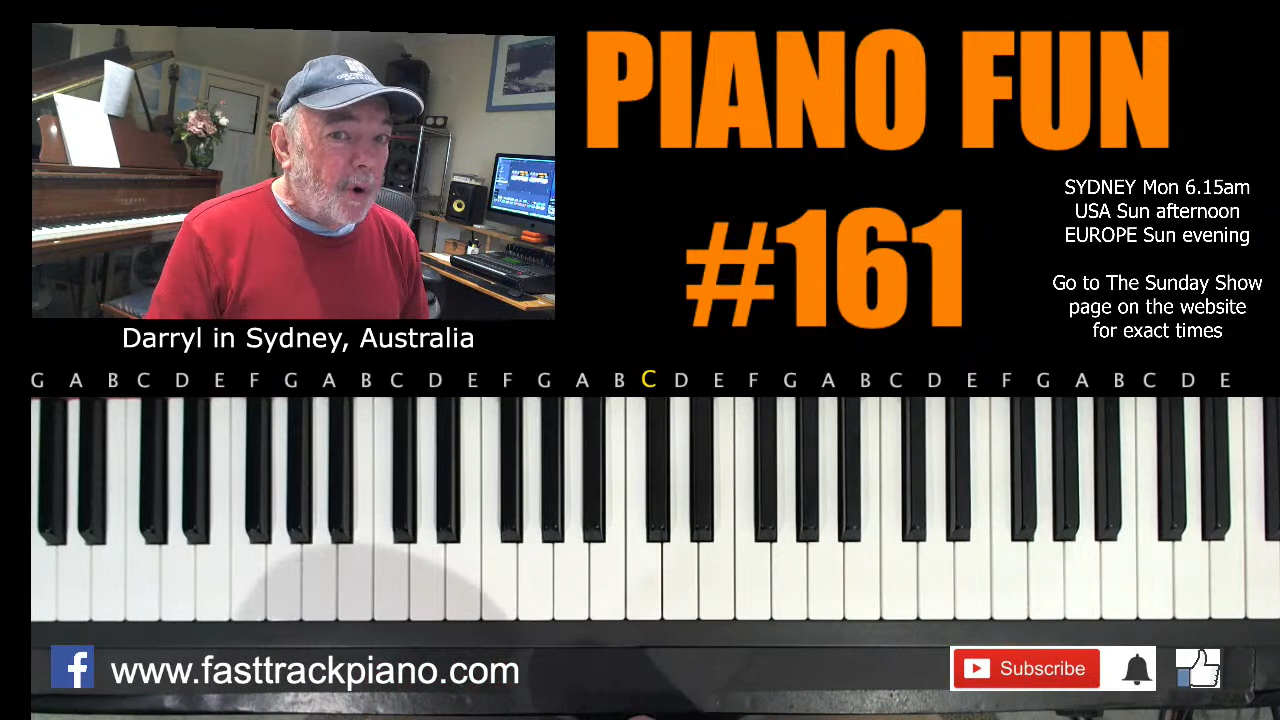 PIANO FUN
#161
SYDNEY Mon 6.15am
USA Sun afternoon
EUROPE Sun evening
Go to The Sunday Show
page on the website
for exact times
Darryl in Sydney, Australia
G A B C D E F G A B C D E F G A B C D E F G A B C D E F G A B C D E
f www.fasttrackpiano.com
Subscribe